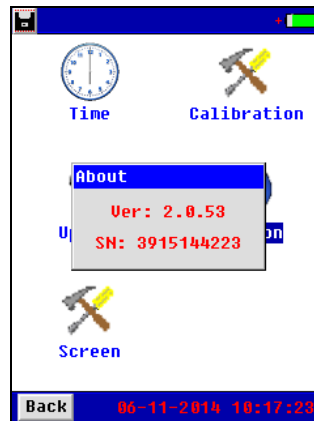 Time
Calibration
About
Ver: 2.0.53
SN: 3915144223
Screen
Back
06-11-2014 10:17:23